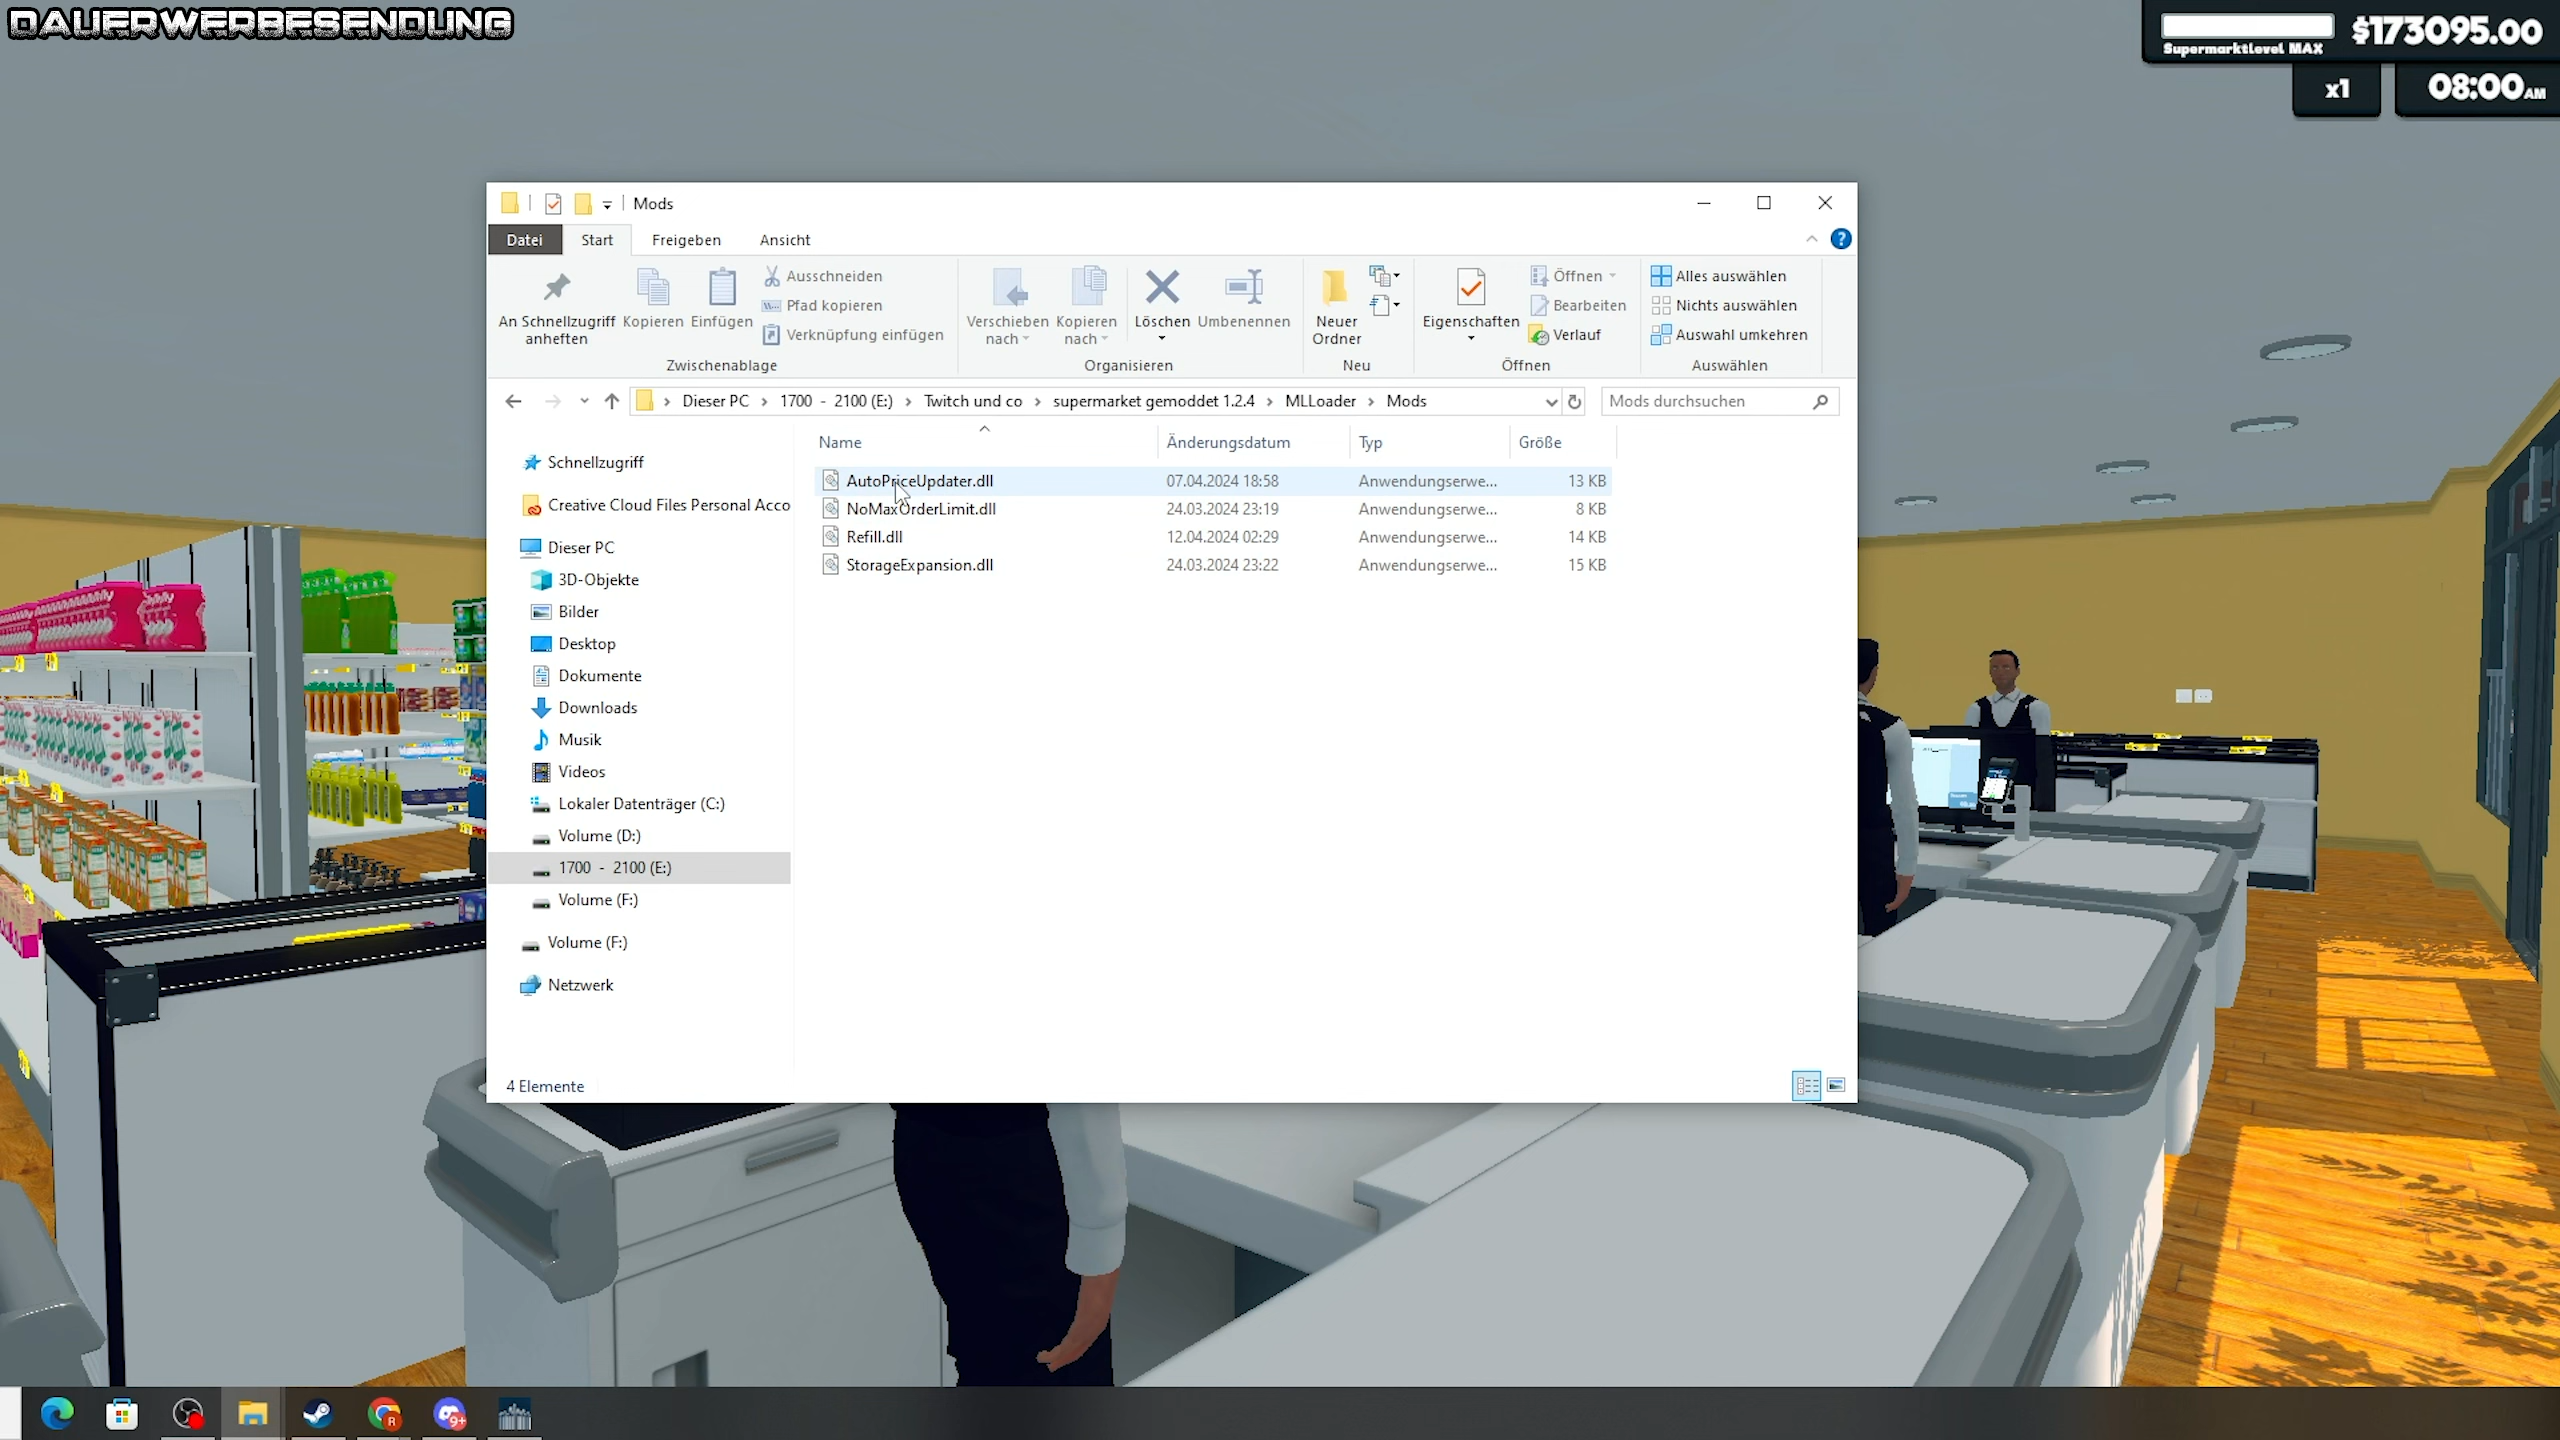 DAUERWERBESENDUNG
$173095.00
Supermarktlevel MAX
x1
08:00AM
Mods
Datei
Start
Freigeben
Ansicht
An Schnellzugriff
anheften
Kopieren
Einfügen
Ausschneiden
Pfad kopieren
Verknüpfung einfügen
Zwischenablage
Verschieben
nach
Kopieren
nach
Löschen
Umbenennen
Organisieren
Neuer
Ordner
Neu
Eigenschaften
Öffnen
Bearbeiten
Verlauf
Öffnen
Alles auswählen
Nichts auswählen
Auswahl umkehren
Auswählen
Dieser PC > 1700 - 2100 (E:) > Twitch und co > supermarket gemoddet 1.2.4 > MLLoader > Mods
Mods durchsuchen
Name Änderungsdatum Typ Größe
AutoPriceUpdater.dll 07.04.2024 18:58 Anwendungserwe... 13 KB
NoMaxOrderLimit.dll 24.03.2024 23:19 Anwendungserwe... 8 KB
Refill.dll 12.04.2024 02:29 Anwendungserwe... 14 KB
StorageExpansion.dll 24.03.2024 23:22 Anwendungserwe... 15 KB
Schnellzugriff
Creative Cloud Files Personal Acco
Dieser PC
3D-Objekte
Bilder
Desktop
Dokumente
Downloads
Musik
Videos
Lokaler Datenträger (C:)
Volume (D:)
1700 - 2100 (E:)
Volume (F:)
Volume (F:)
Netzwerk
4 Elemente
R
9+